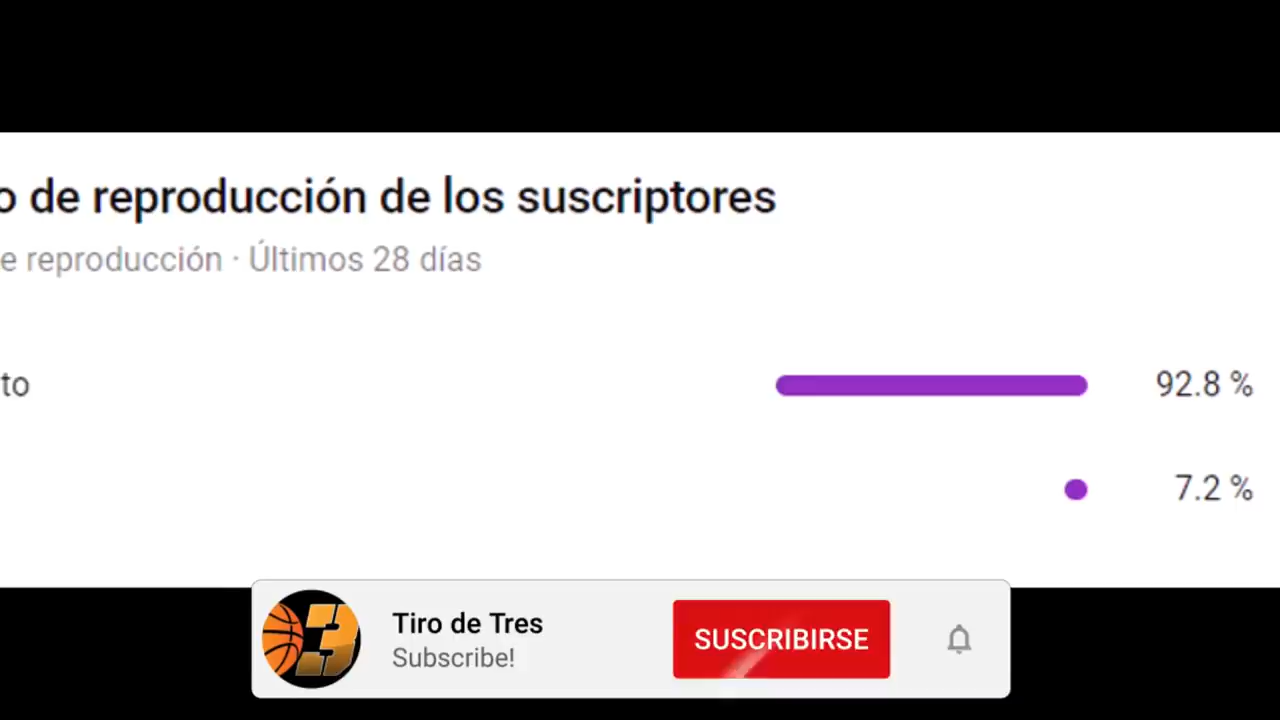 o de reproducción de los suscriptores
e reproducción · Últimos 28 días
to
92.8 %
7.2 %
Tiro de Tres
Subscribe!
SUSCRIBIRSE